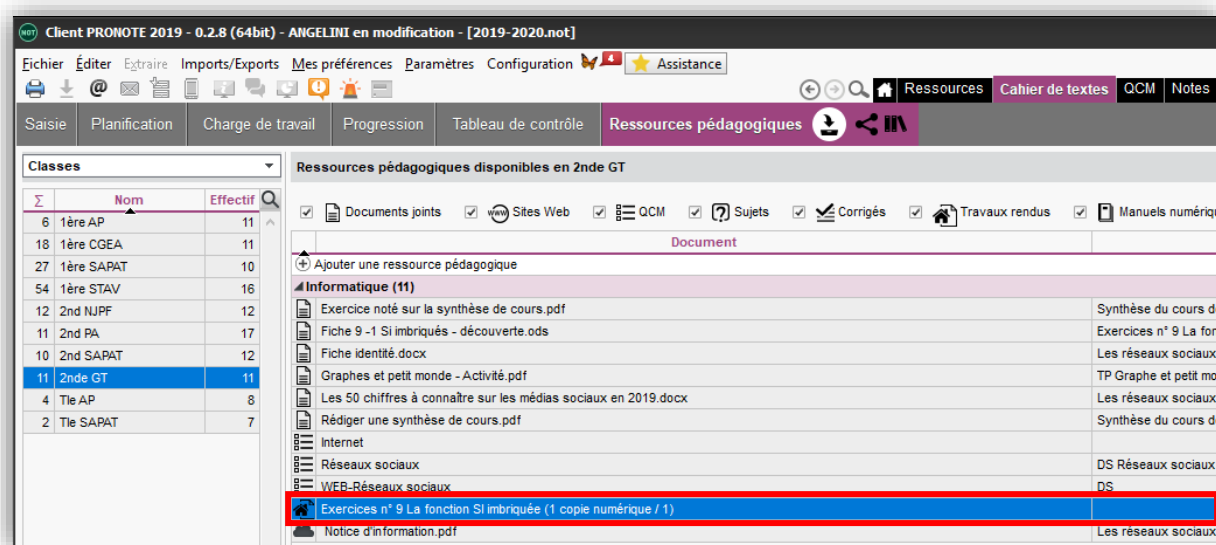 Client PRONOTE 2019 - 0.2.8 (64bit) - ANGELINI en modification - [2019-2020.not]
Fichier Éditer Extraire Imports/Exports Mes préférences Paramètres Configuration 4 Assistance
Ressources Cahier de textes QCM Notes
Saisie Planification Charge de travail Progression Tableau de contrôle Ressources pédagogiques
Classes
Ressources pédagogiques disponibles en 2nde GT
Σ Nom Effectif
Documents joints www Sites Web QCM Sujets Corrigés Travaux rendus Manuels numériqu
Document
Ajouter une ressource pédagogique
Informatique (11)
6 1ère AP 11
18 1ère CGEA 11
27 1ère SAPAT 10
54 1ère STAV 16
12 2nd NJPF 12
11 2nd PA 17
10 2nd SAPAT 12
11 2nde GT 11
4 Tle AP 8
2 Tle SAPAT 7
Exercice noté sur la synthèse de cours.pdf Synthèse du cours d
Fiche 9 -1 Si imbriqués - découverte.ods Exercices n° 9 La fon
Fiche identité.docx Les réseaux sociaux
Graphes et petit monde - Activité.pdf TP Graphe et petit mo
Les 50 chiffres à connaître sur les médias sociaux en 2019.docx Les réseaux sociaux
Rédiger une synthèse de cours.pdf Synthèse du cours d
Internet
Réseaux sociaux DS Réseaux sociaux
WEB-Réseaux sociaux DS
Exercices n° 9 La fonction SI imbriquée (1 copie numérique / 1)
Notice d'information.pdf Les réseaux sociaux